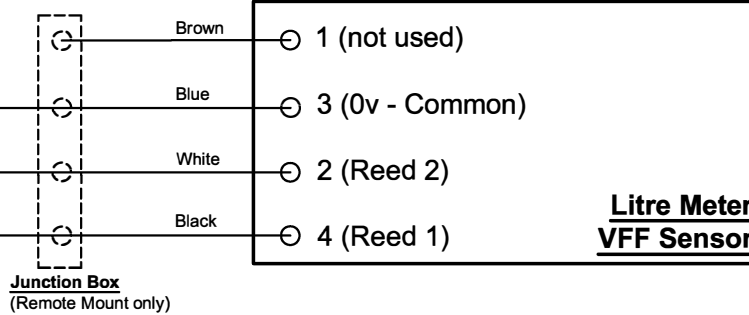 Brown
1 (not used)
Blue
3 (0v - Common)
White
2 (Reed 2)
Black
4 (Reed 1)
Litre Meter
VFF Sensor
Junction Box
(Remote Mount only)